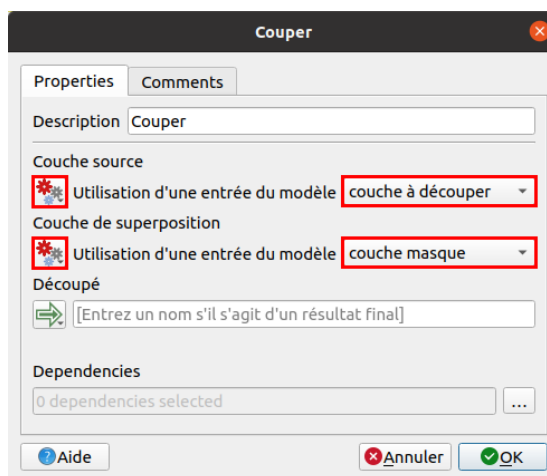 Couper
Properties Comments
Description Couper
Couche source
Utilisation d'une entrée du modèle couche à découper
Couche de superposition
Utilisation d'une entrée du modèle couche masque
Découpé
[Entrez un nom s'il s'agit d'un résultat final]
Dependencies
0 dependencies selected ...
Aide Annuler OK